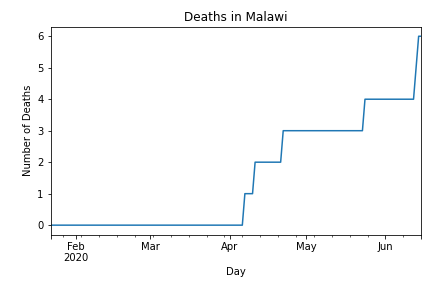 Deaths in Malawi
Number of Deaths
6
5
4
3
2
1
0
Feb
2020
Mar
Apr
May
Jun
Day